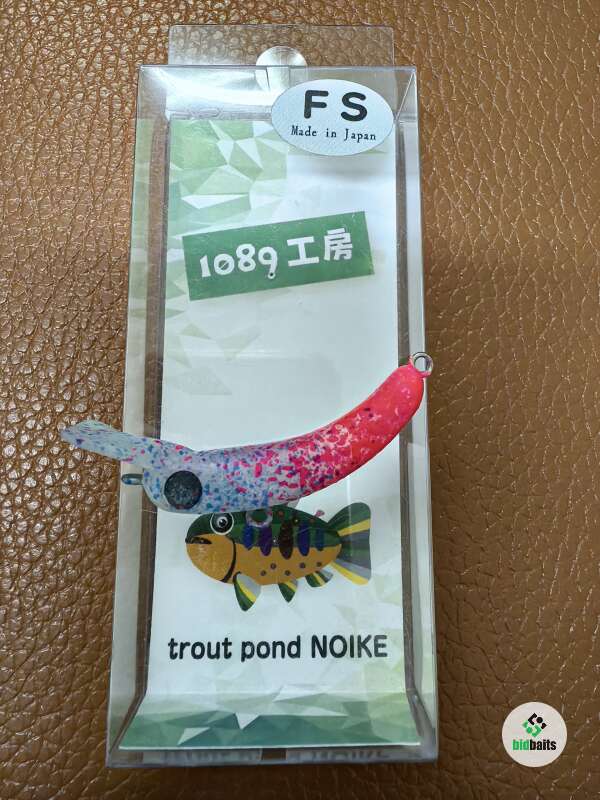 FS
Made in Japan
1089工房
trout pond NOIKE
bidbaits